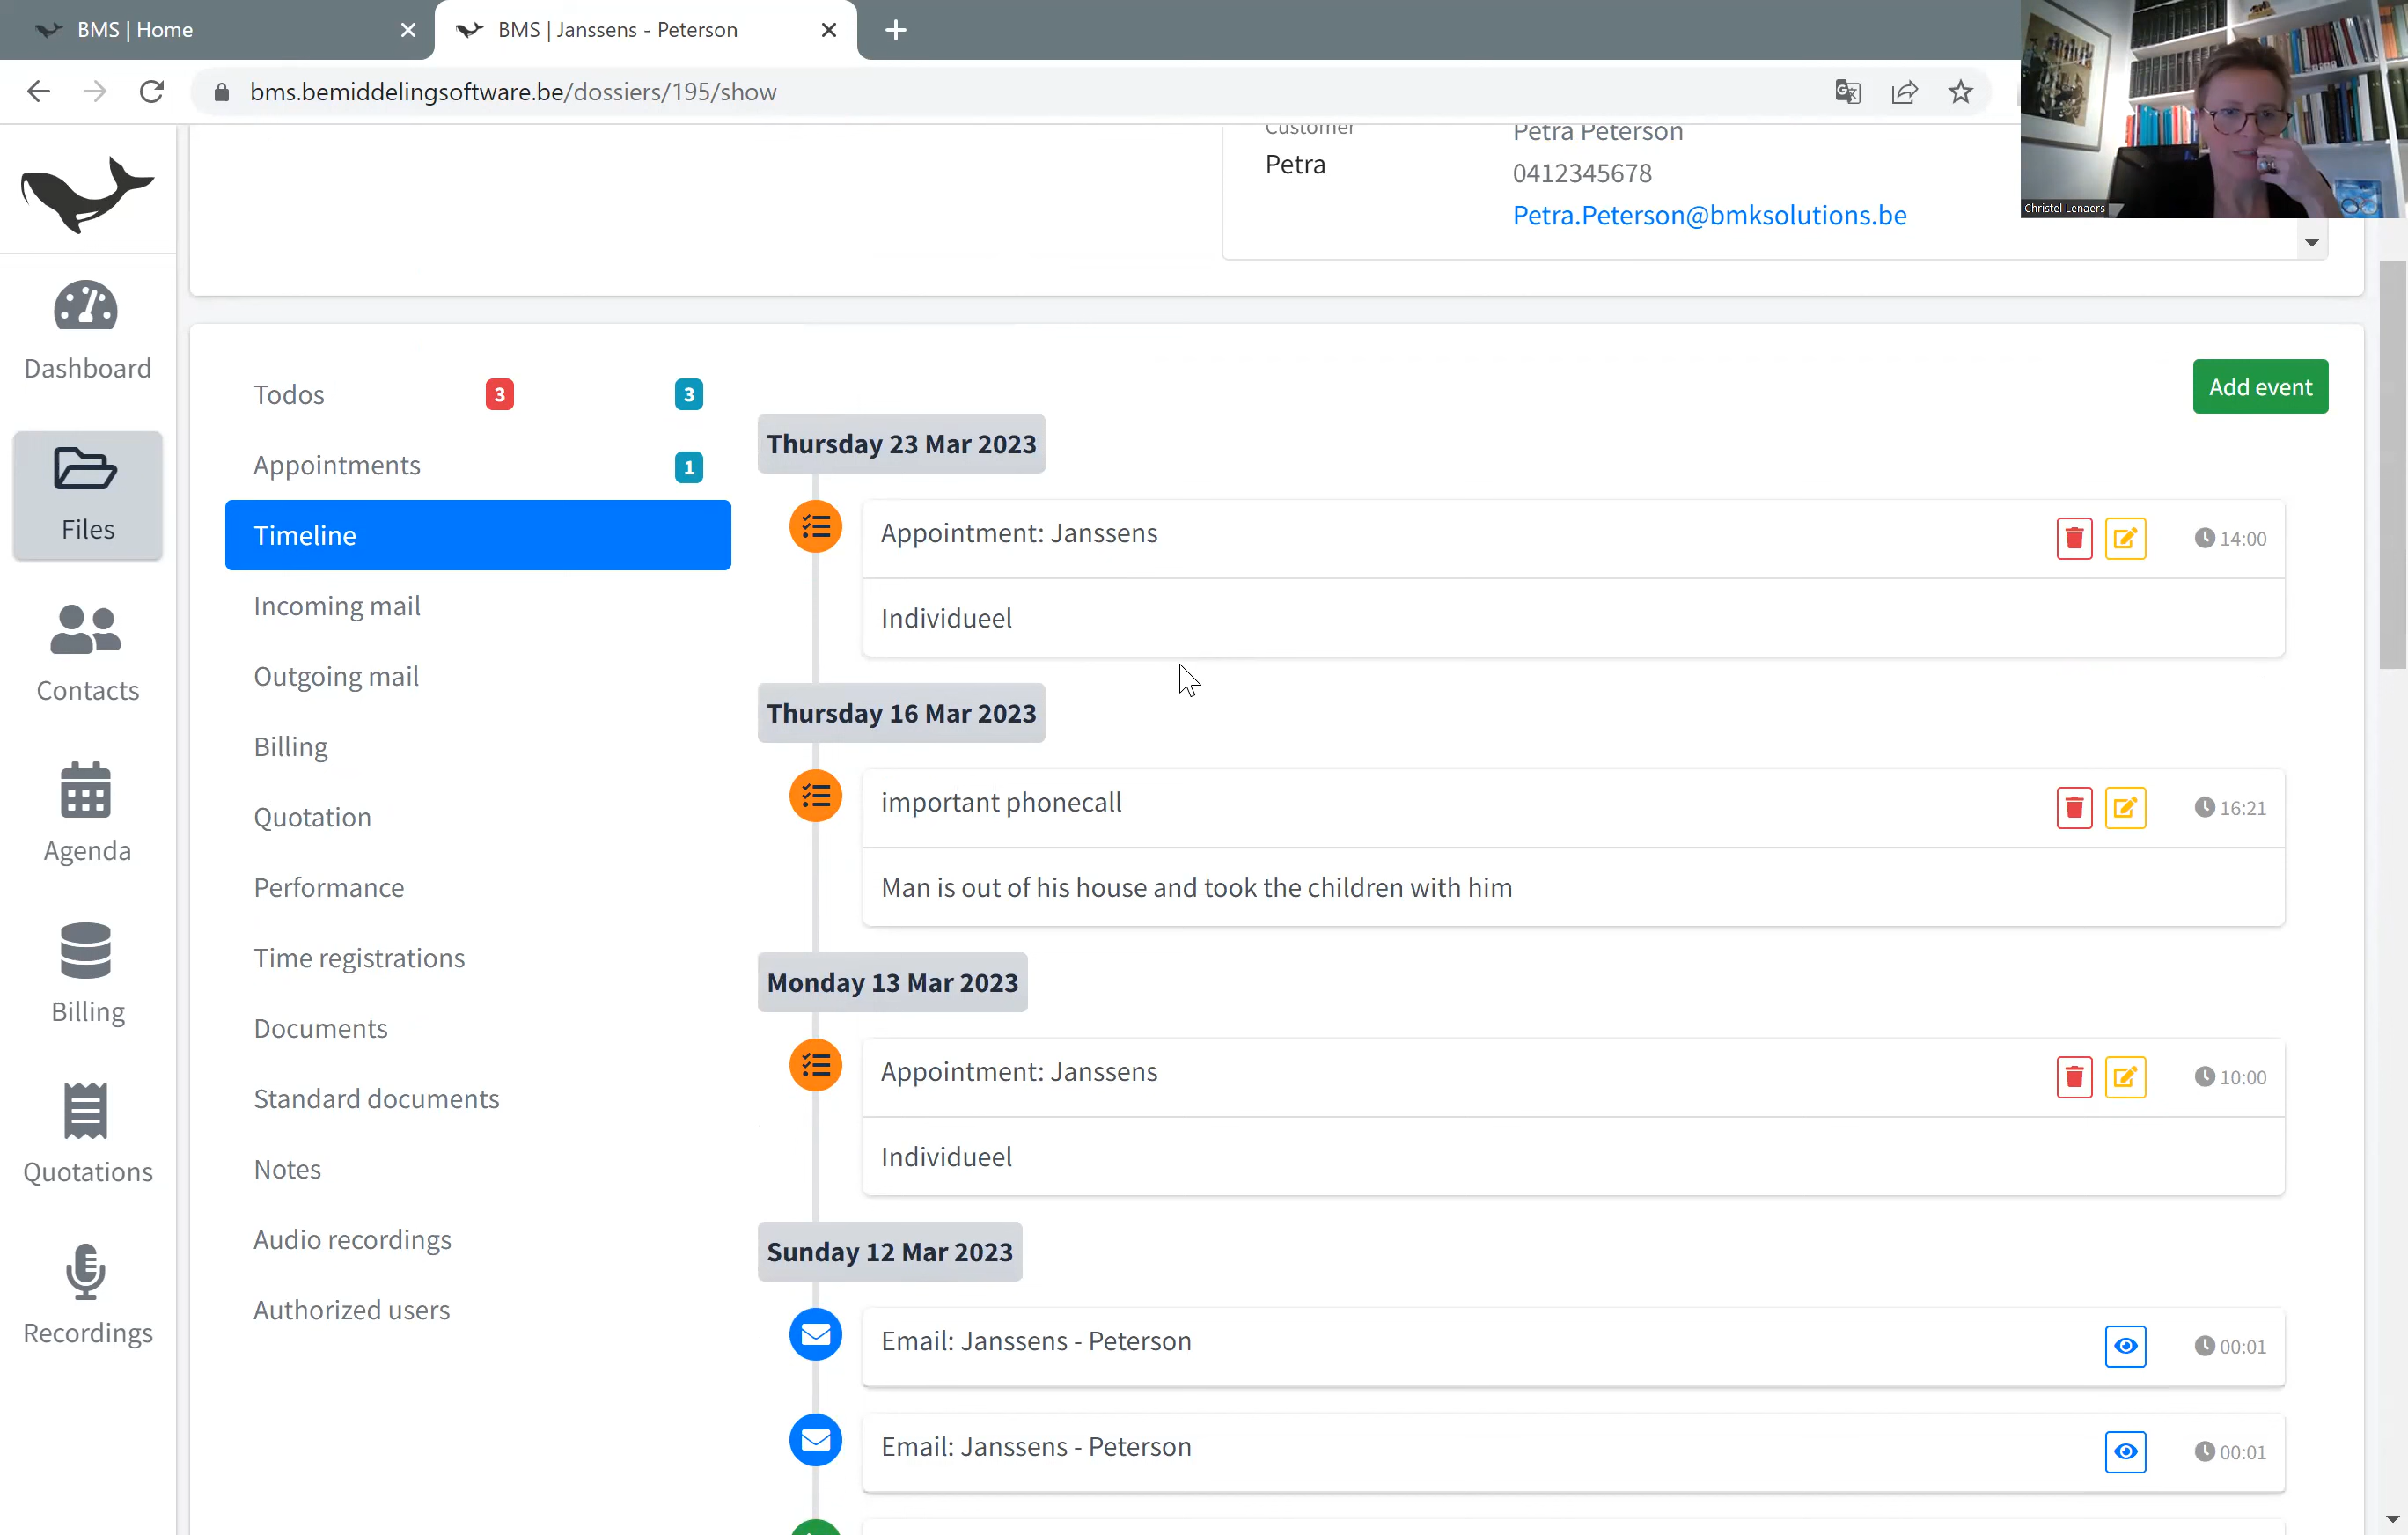 BMS | Home
BMS | Janssens - Peterson
bms.bemiddelingsoftware.be/dossiers/195/show
Christel Lenaers
Customer
Petra
Petra Peterson
0412345678
Petra.Peterson@bmksolutions.be
Dashboard
Files
Contacts
Agenda
Billing
Quotations
Recordings
Todos 3 3
Appointments 1
Timeline
Incoming mail
Outgoing mail
Billing
Quotation
Performance
Time registrations
Documents
Standard documents
Notes
Audio recordings
Authorized users
Add event
Thursday 23 Mar 2023
Appointment: Janssens 14:00
Individueel
Thursday 16 Mar 2023
important phonecall 16:21
Man is out of his house and took the children with him
Monday 13 Mar 2023
Appointment: Janssens 10:00
Individueel
Sunday 12 Mar 2023
Email: Janssens - Peterson 00:01
Email: Janssens - Peterson 00:01